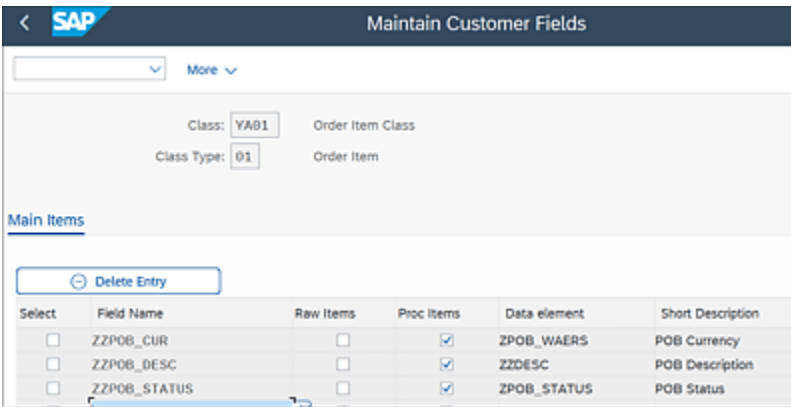 SAP Maintain Customer Fields
More
Class: YA01 Order Item Class
Class Type: 01 Order Item
Main Items
Delete Entry
Select Field Name Raw Items Proc Items Data element Short Description
ZZPOB_CUR ZPOB_WAERS POB Currency
ZZPOB_DESC ZZDESC POB Description
ZZPOB_STATUS ZPOB_STATUS POB Status